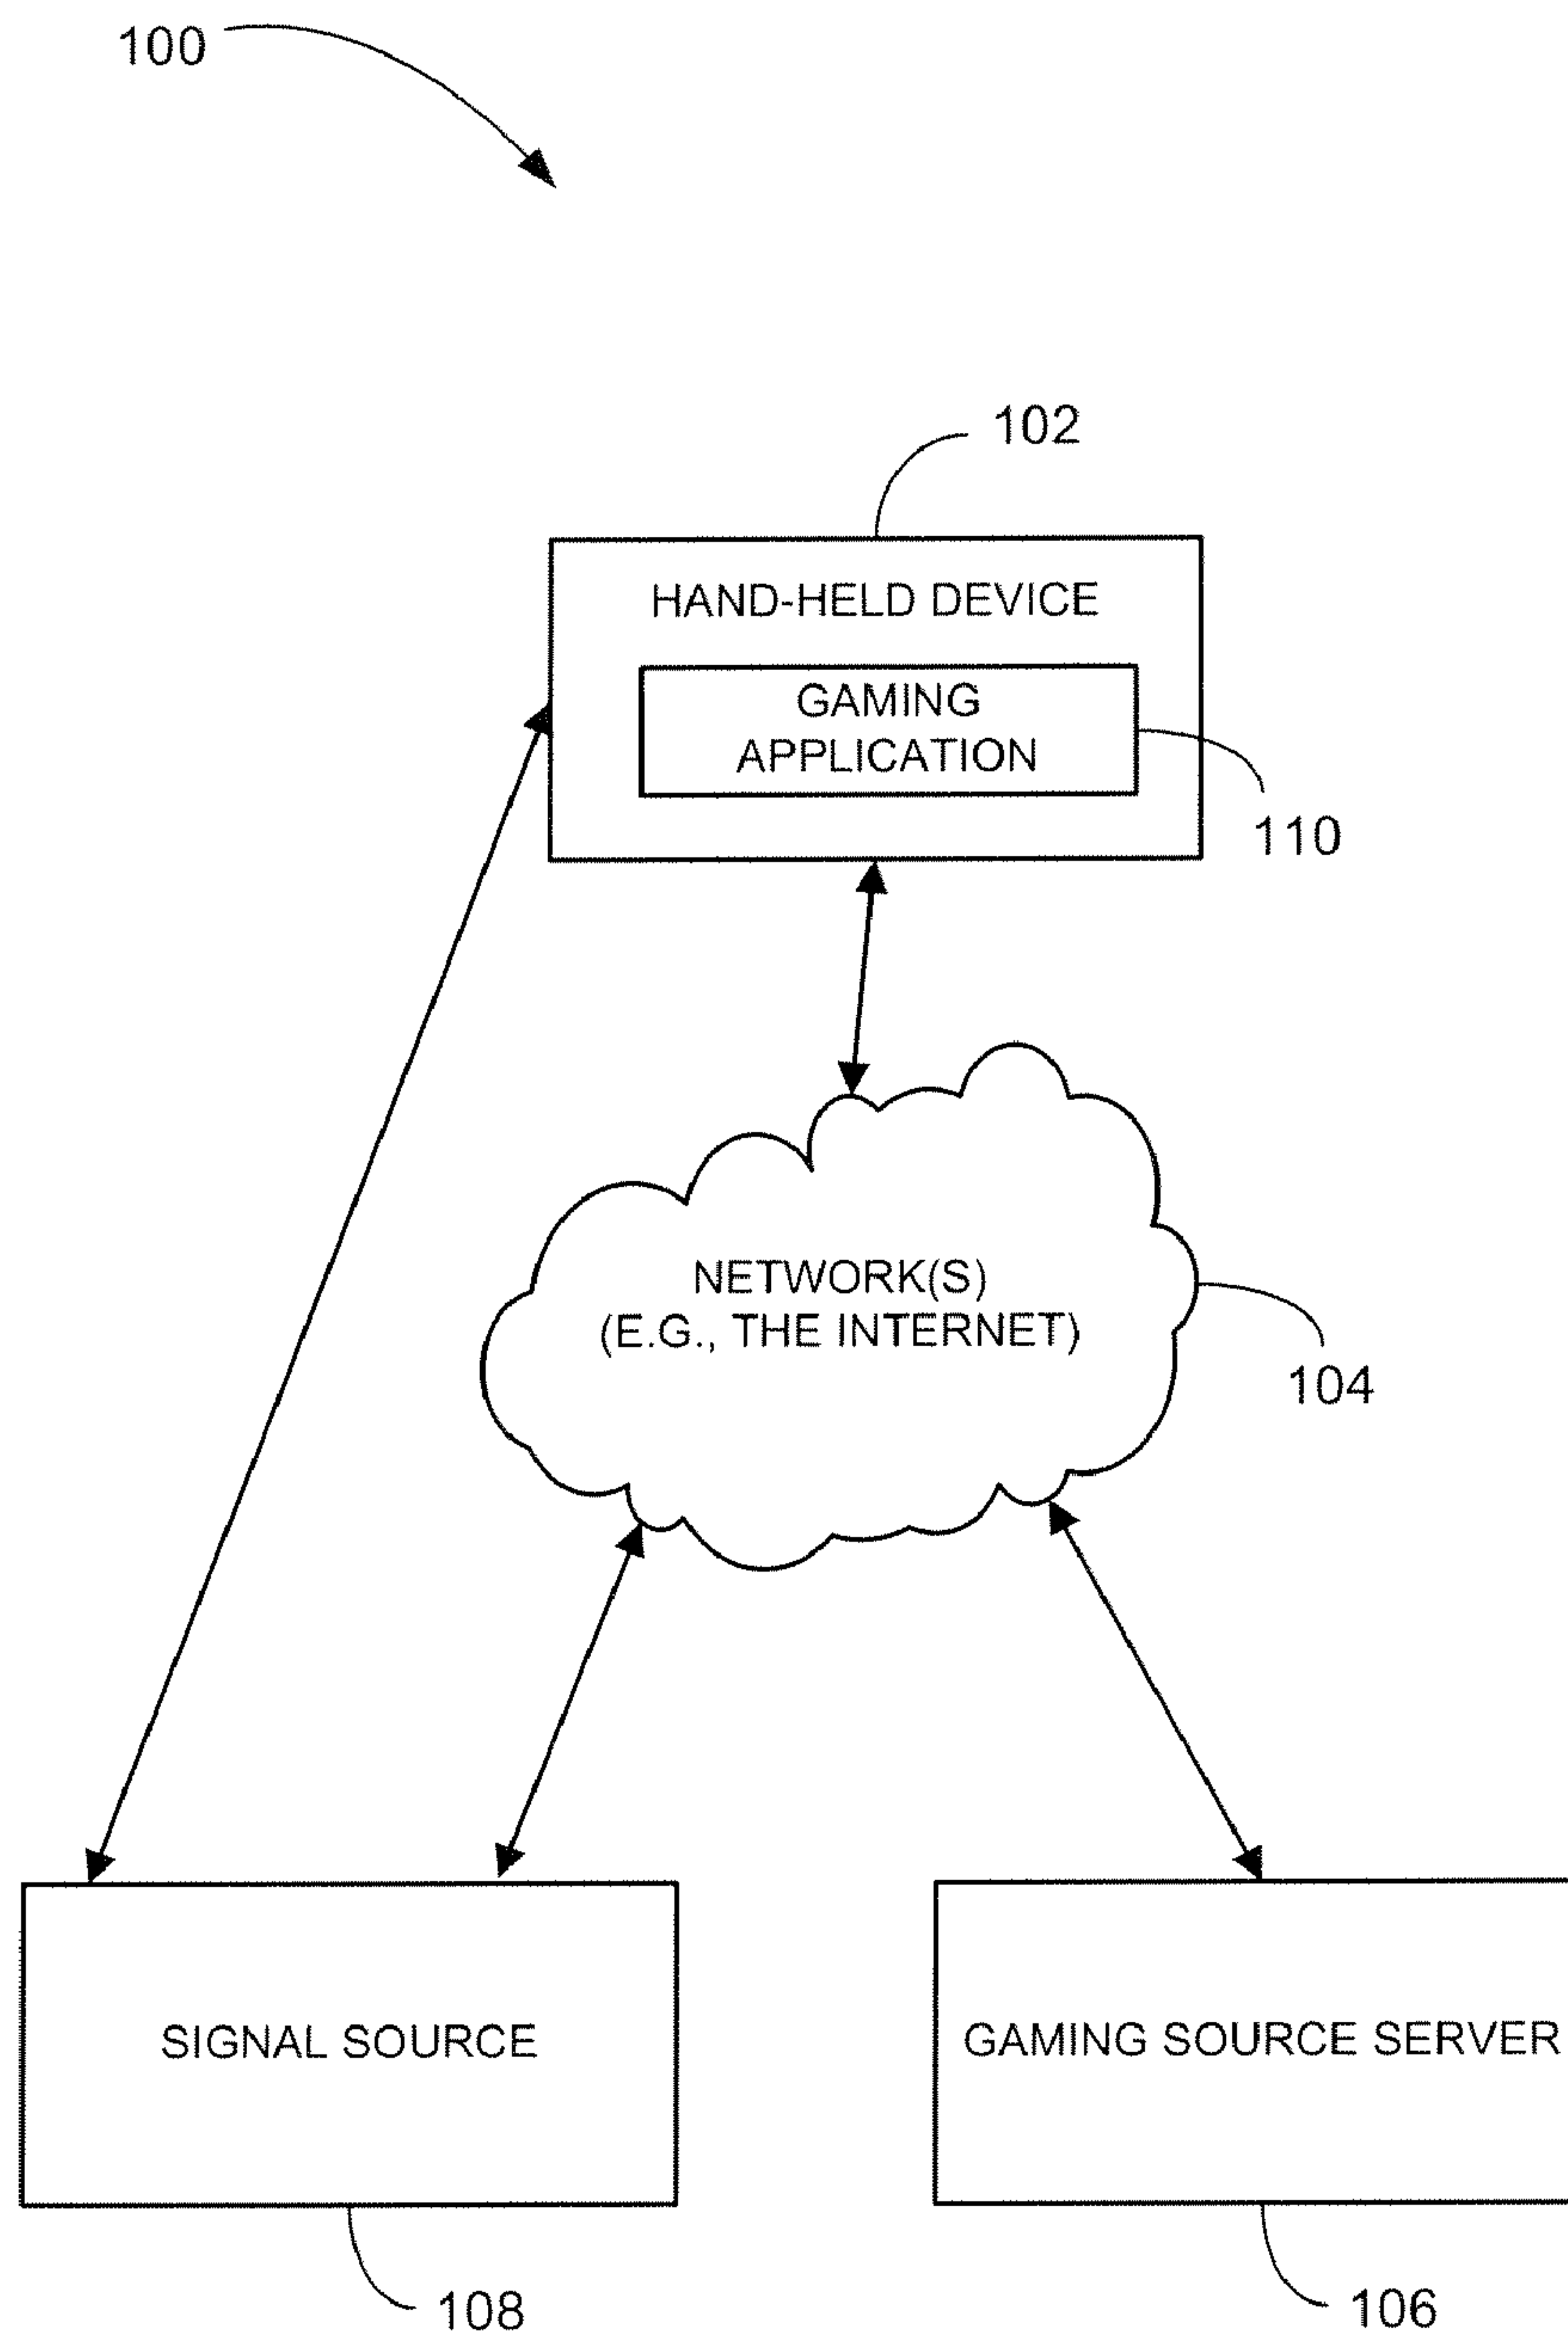 100
102
HAND-HELD DEVICE
GAMING
APPLICATION
110
NETWORK(S)
(E.G., THE INTERNET)
104
SIGNAL SOURCE
GAMING SOURCE SERVER
108
106